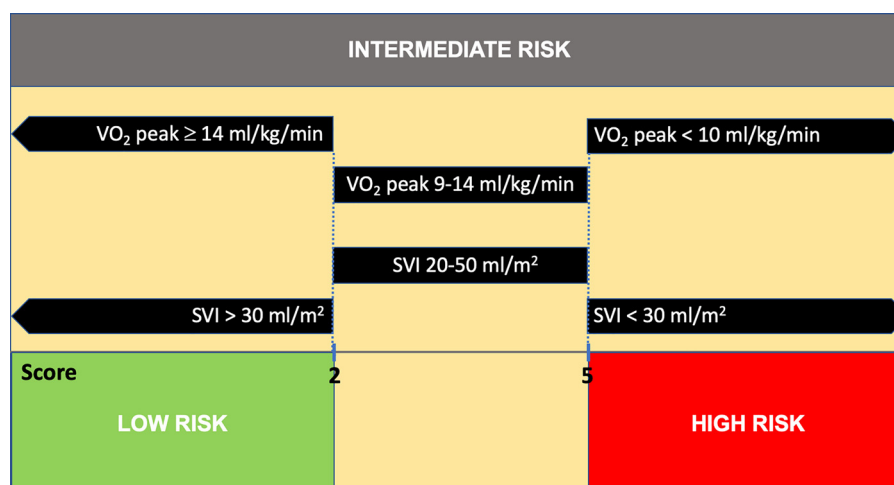 INTERMEDIATE RISK
VO₂ peak ≥ 14 ml/kg/min
VO₂ peak < 10 ml/kg/min
VO₂ peak 9-14 ml/kg/min
SVI 20-50 ml/m²
SVI > 30 ml/m²
SVI < 30 ml/m²
Score
2
5
LOW RISK
HIGH RISK